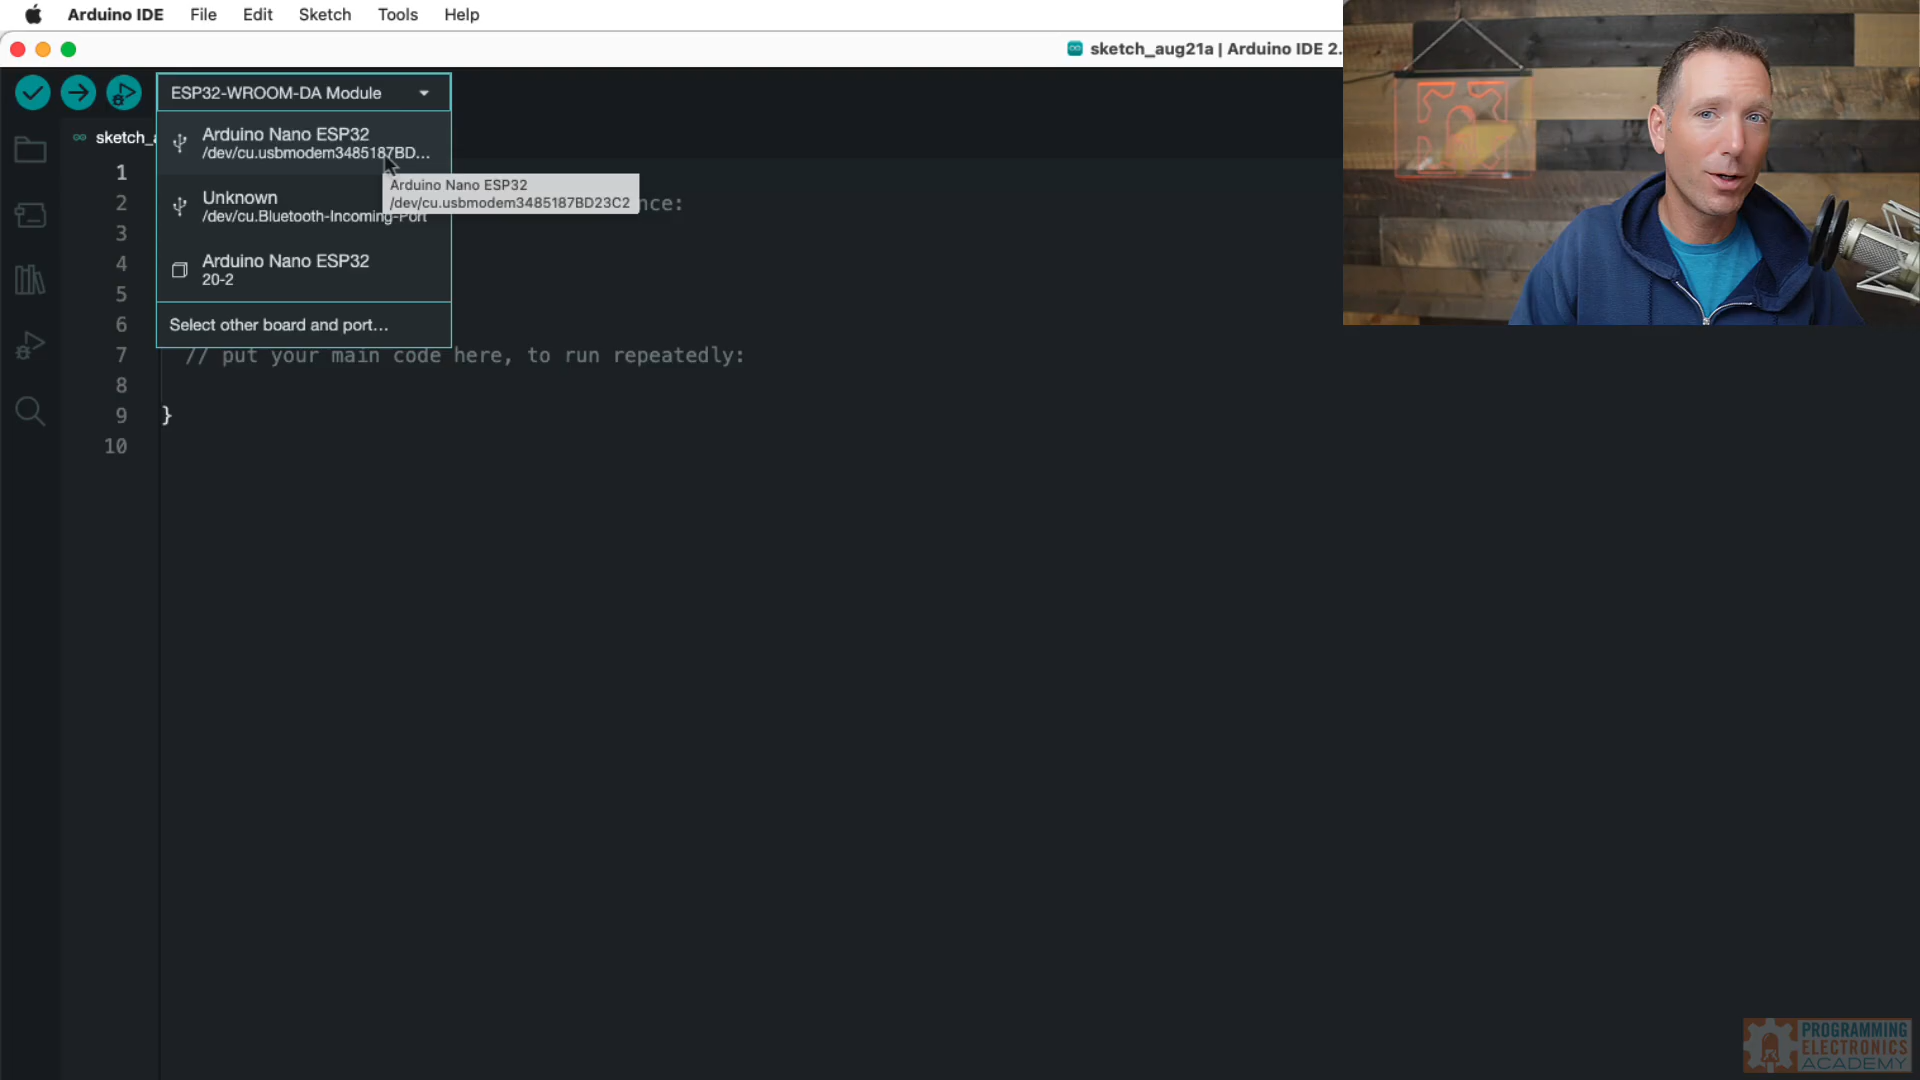 Arduino IDE File Edit Sketch Tools Help
sketch_aug21a | Arduino IDE 2.
ESP32-WROOM-DA Module
sketch_a
Arduino Nano ESP32
/dev/cu.usbmodem3485187BD...
Arduino Nano ESP32
/dev/cu.usbmodem3485187BD23C2
Unknown
/dev/cu.Bluetooth-Incoming-Port
Arduino Nano ESP32
20-2
Select other board and port...
1
2 nce:
3
4
5
6
7 // put your main code here, to run repeatedly:
8
9 }
10
PROGRAMMING
ELECTRONICS
ACADEMY